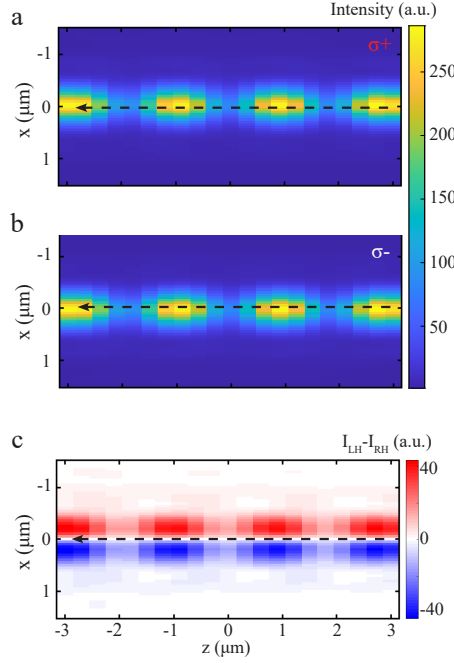 a
Intensity (a.u.)
σ+
-1
0
1
x (μm)
250
200
150
100
50
b
σ-
-1
0
1
x (μm)
c
I_LH-I_RH (a.u.)
40
0
-40
-1
0
1
x (μm)
-3 -2 -1 0 1 2 3
z (μm)